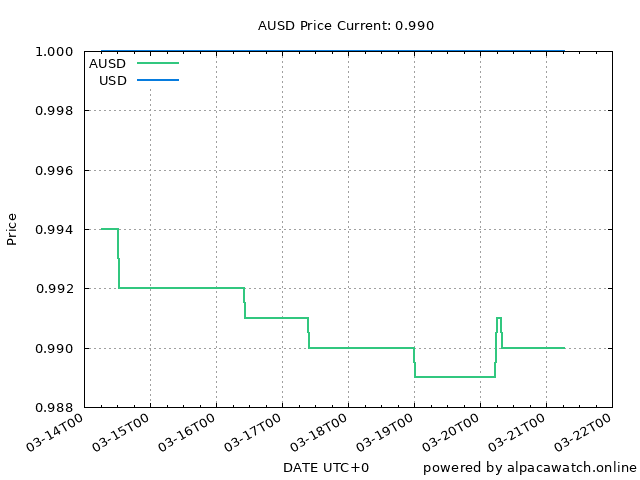 AUSD Price Current: 0.990
1.000
AUSD
USD
0.998
0.996
0.994
Price
0.992
0.990
0.988
03-14T00 03-15T00 03-16T00 03-17T00 03-18T00 03-19T00 03-20T00 03-21T00 03-22T00
DATE UTC+0 powered by alpacawatch.online